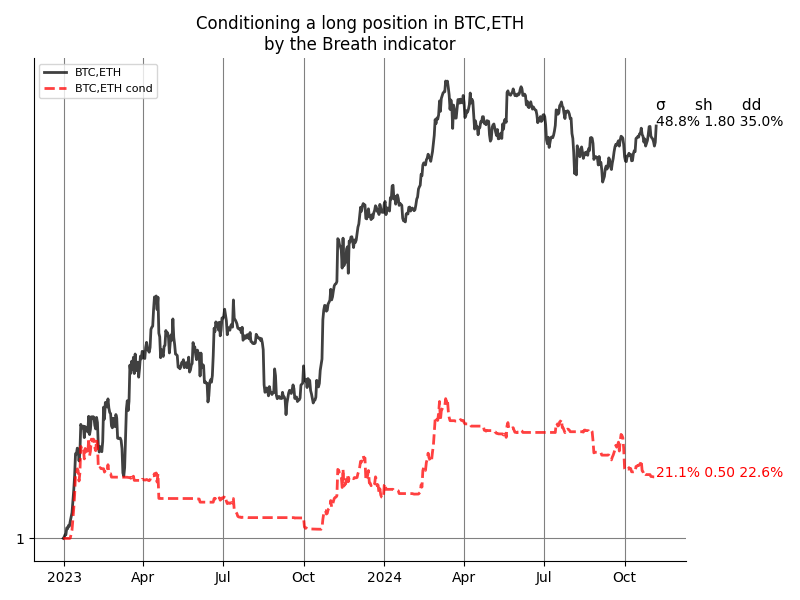 Conditioning a long position in BTC,ETH
by the Breath indicator
BTC,ETH
BTC,ETH cond
σ sh dd
48.8% 1.80 35.0%
21.1% 0.50 22.6%
1
2023 Apr Jul Oct 2024 Apr Jul Oct